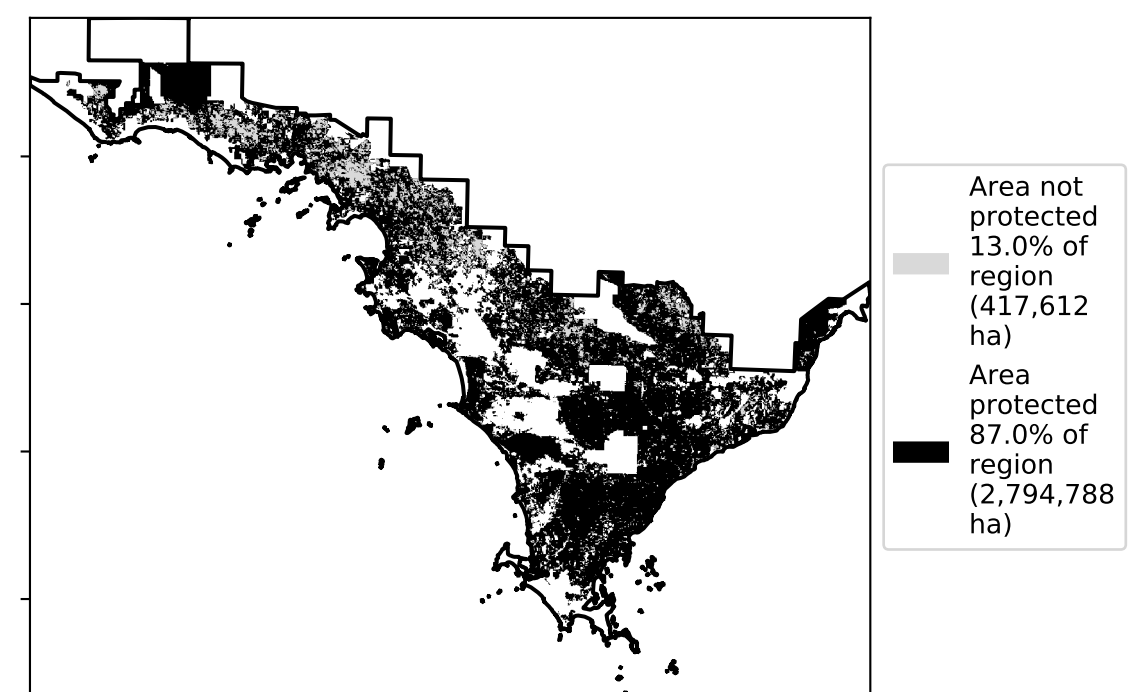 Area not
protected
13.0% of
region
(417,612
ha)
Area
protected
87.0% of
region
(2,794,788
ha)